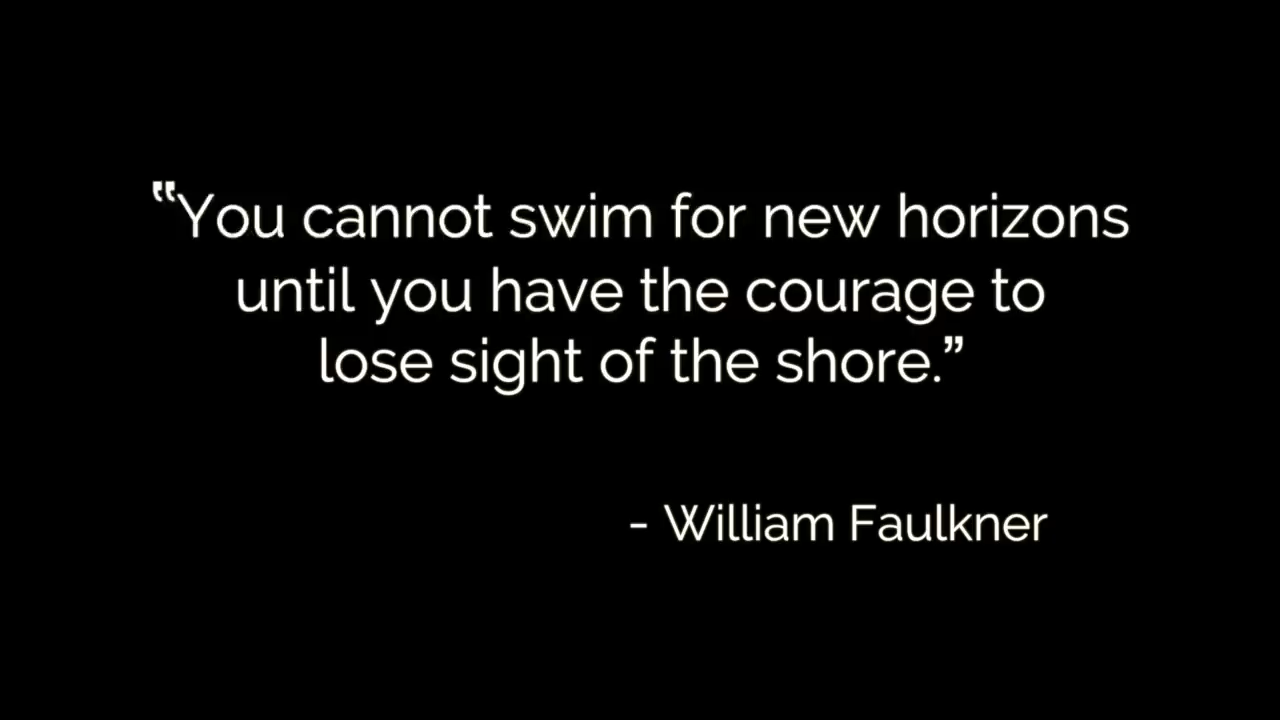 “You cannot swim for new horizons
until you have the courage to
lose sight of the shore.”
- William Faulkner